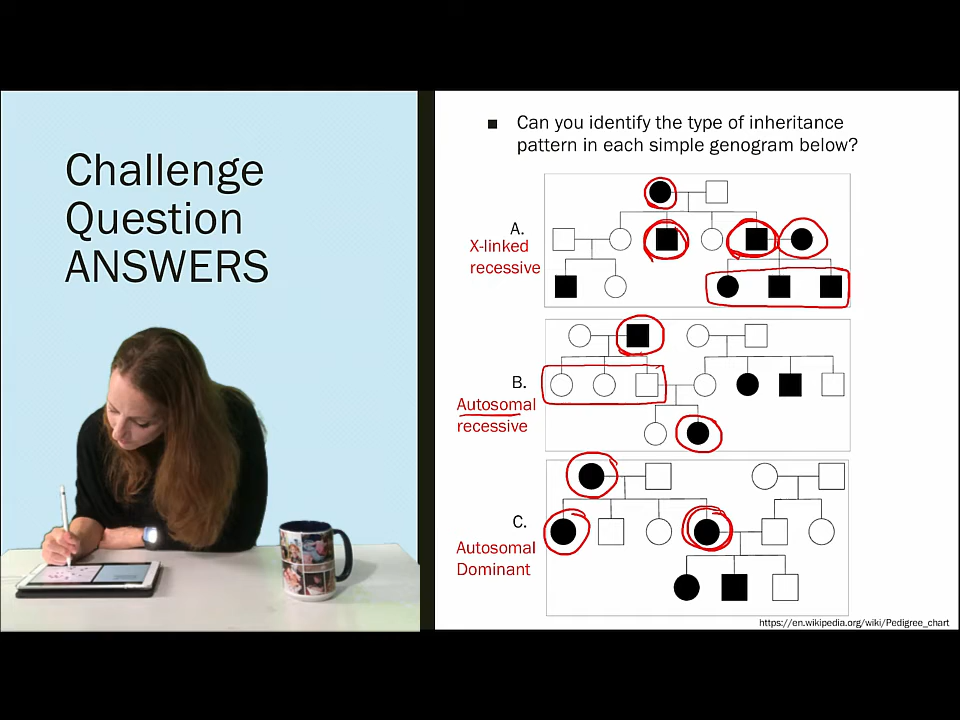 Challenge
Question
ANSWERS
■ Can you identify the type of inheritance
pattern in each simple genogram below?
A.
X-linked
recessive
B.
Autosomal
recessive
C.
Autosomal
Dominant
https://en.wikipedia.org/wiki/Pedigree_chart